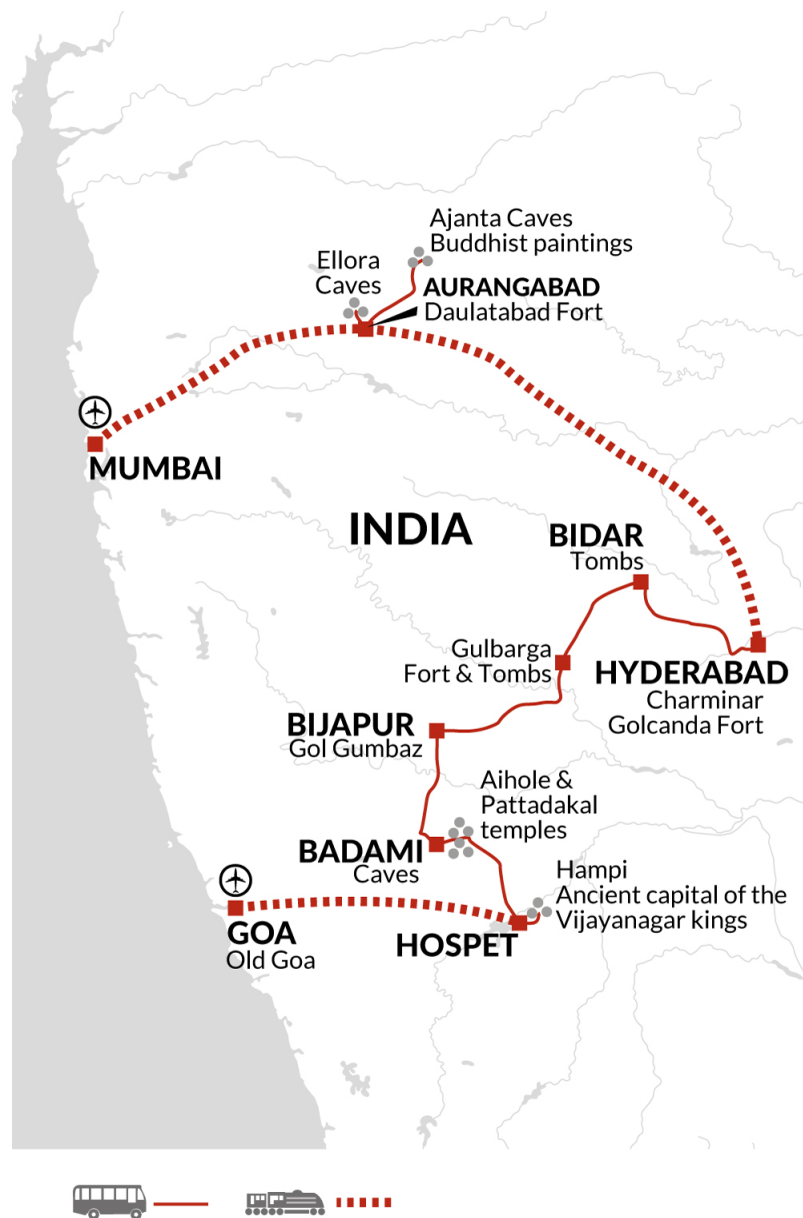 Ajanta Caves
Buddhist paintings
Ellora
Caves
AURANGABAD
Daulatabad Fort
MUMBAI
INDIA
BIDAR
Tombs
Gulbarga
Fort & Tombs
HYDERABAD
Charminar
Golcanda Fort
BIJAPUR
Gol Gumbaz
Aihole &
Pattadakal
temples
BADAMI
Caves
Hampi
Ancient capital of the
Vijayanagar kings
GOA
Old Goa
HOSPET